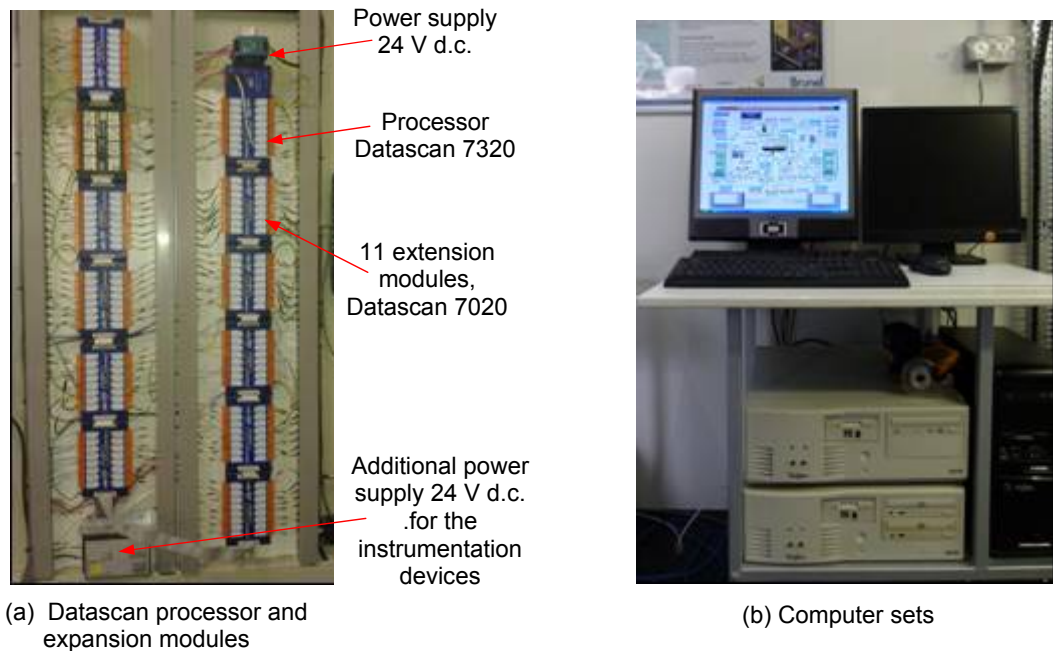 Power supply
24 V d.c.
Processor
Datascan 7320
11 extension
modules,
Datascan 7020
Additional power
supply 24 V d.c.
.for the
instrumentation
devices
(a) Datascan processor and
expansion modules
Brunel
(b) Computer sets